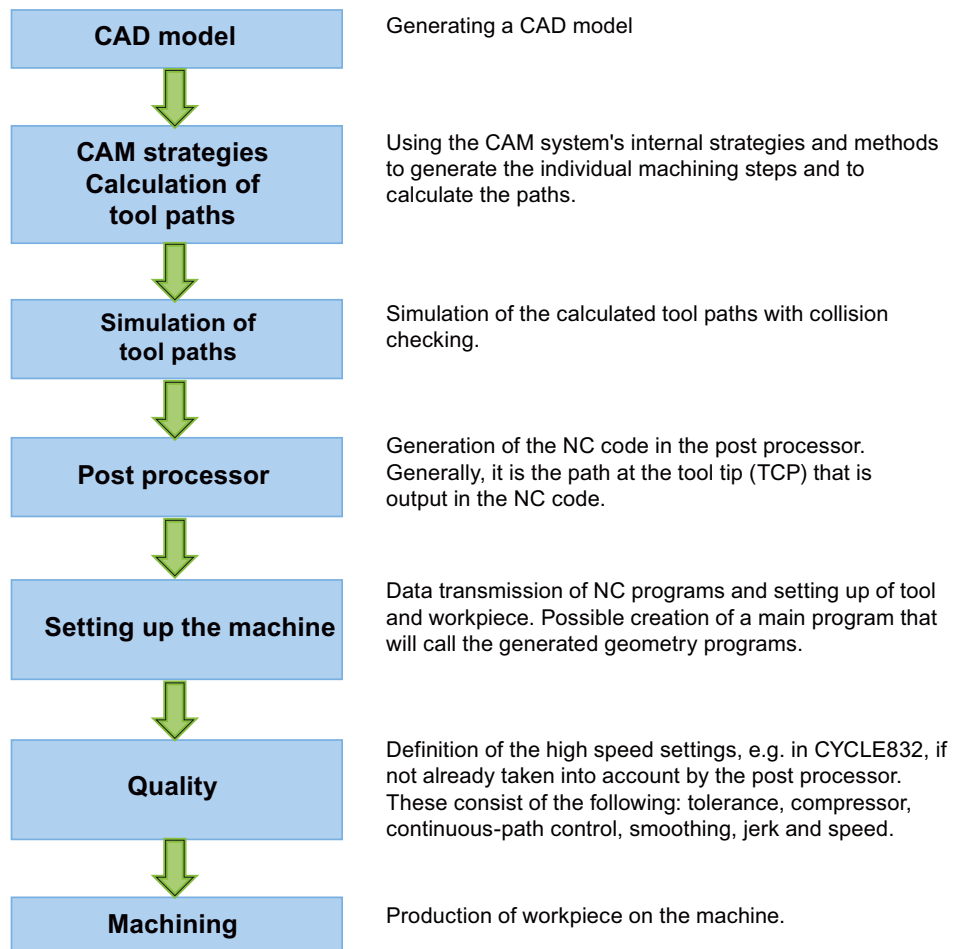 CAD model
Generating a CAD model
CAM strategies
Calculation of
tool paths
Using the CAM system's internal strategies and methods
to generate the individual machining steps and to
calculate the paths.
Simulation of
tool paths
Simulation of the calculated tool paths with collision
checking.
Post processor
Generation of the NC code in the post processor.
Generally, it is the path at the tool tip (TCP) that is
output in the NC code.
Setting up the machine
Data transmission of NC programs and setting up of tool
and workpiece. Possible creation of a main program that
will call the generated geometry programs.
Quality
Definition of the high speed settings, e.g. in CYCLE832, if
not already taken into account by the post processor.
These consist of the following: tolerance, compressor,
continuous-path control, smoothing, jerk and speed.
Machining
Production of workpiece on the machine.